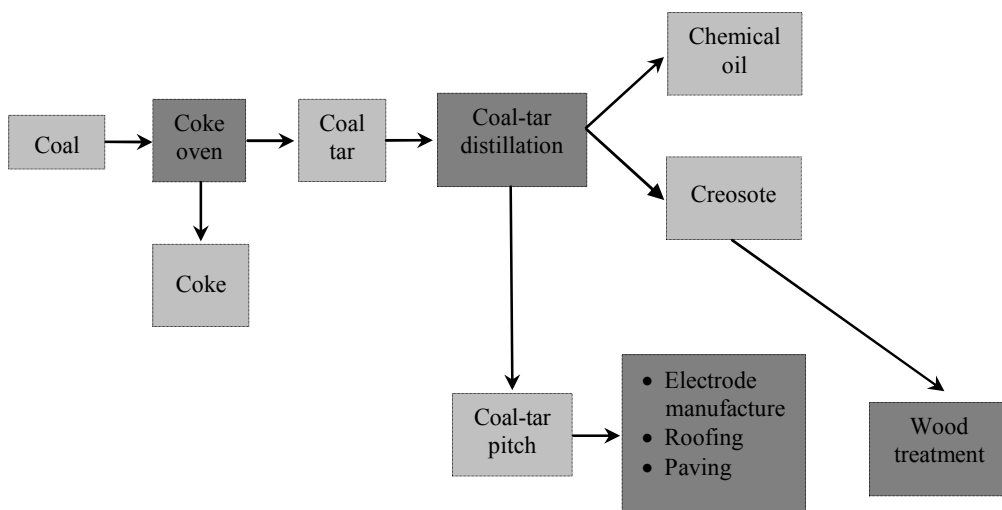 Chemical
oil
Coal
Coke
oven
Coal
tar
Coal-tar
distillation
Creosote
Coke
Coal-tar
pitch
• Electrode
manufacture
• Roofing
• Paving
Wood
treatment